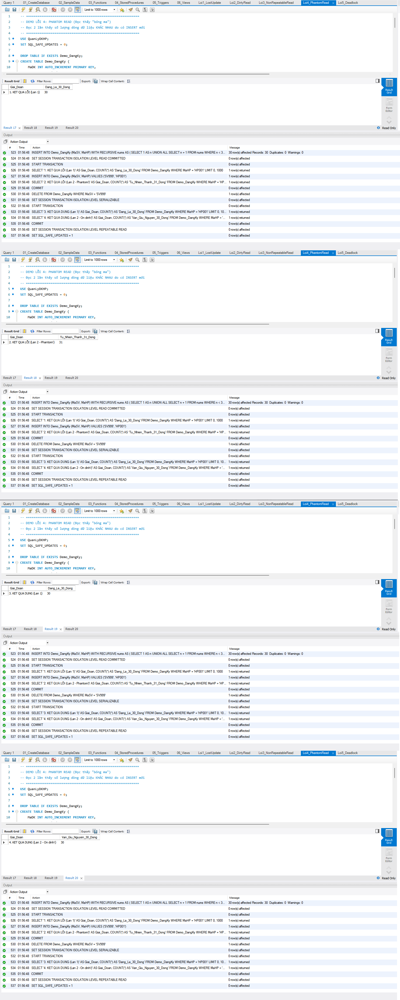 Query 1 01_CreateDatabase 02_SampleData 03_Functions 04_StoredProcedures 05_Triggers 06_Views Loi1_LostUpdate Loi2_DirtyRead Loi3_NonRepeatableRead Loi4_PhantomRead Loi5_Deadlock
Limit to 1000 rows
1 -- ============================================================
2 -- DEMO LỖI 4: PHANTOM READ (Đọc thấy "bóng ma")
3 -- Đọc 2 lần thấy số lượng dòng dữ liệu KHÁC NHAU do có INSERT mới
4 -- ============================================================
5 USE QuanLyDKHP;
6 SET SQL_SAFE_UPDATES = 0;
7
8 DROP TABLE IF EXISTS Demo_DangKy;
9 CREATE TABLE Demo_DangKy (
10 MaDK INT AUTO_INCREMENT PRIMARY KEY,
Result Grid Filter Rows: Export: Wrap Cell Content:
Giai_Doan Dang_La_30_Dong
1. KET QUA LỖI (Lan 1) 30
Result Grid
Form Editor
Result 17 Result 18 Result 19 Result 20 Read Only
Output
Action Output
# Time Action Message
523 01:56:48 INSERT INTO Demo_DangKy (MaSV, MaHP) WITH RECURSIVE nums AS ( SELECT 1 AS n UNION ALL SELECT n + 1 FROM nums WHERE n < 3... 30 row(s) affected Records: 30 Duplicates: 0 Warnings: 0
524 01:56:48 SET SESSION TRANSACTION ISOLATION LEVEL READ COMMITTED 0 row(s) affected
525 01:56:48 START TRANSACTION 0 row(s) affected
526 01:56:48 SELECT '1. KET QUA LỖI (Lan 1)' AS Giai_Doan, COUNT(*) AS 'Dang_La_30_Dong' FROM Demo_DangKy WHERE MaHP = 'HP001' LIMIT 0, 1000 1 row(s) returned
527 01:56:48 INSERT INTO Demo_DangKy (MaSV, MaHP) VALUES ('SV999', 'HP001') 1 row(s) affected
528 01:56:48 SELECT '2. KET QUA LỖI (Lan 2 - Phantom!)' AS Giai_Doan, COUNT(*) AS 'Tu_Nhien_Thanh_31_Dong' FROM Demo_DangKy WHERE MaHP = 'HP... 1 row(s) returned
529 01:56:48 COMMIT 0 row(s) affected
530 01:56:48 DELETE FROM Demo_DangKy WHERE MaSV = 'SV999' 1 row(s) affected
531 01:56:48 SET SESSION TRANSACTION ISOLATION LEVEL SERIALIZABLE 0 row(s) affected
532 01:56:48 START TRANSACTION 0 row(s) affected
533 01:56:48 SELECT '3. KET QUA DUNG (Lan 1)' AS Giai_Doan, COUNT(*) AS 'Dang_La_30_Dong' FROM Demo_DangKy WHERE MaHP = 'HP001' LIMIT 0, 10... 1 row(s) returned
534 01:56:48 SELECT '4. KET QUA DUNG (Lan 2 - On dinh!)' AS Giai_Doan, COUNT(*) AS 'Van_Giu_Nguyen_30_Dong' FROM Demo_DangKy WHERE MaHP = '... 1 row(s) returned
535 01:56:48 COMMIT 0 row(s) affected
536 01:56:48 SET SESSION TRANSACTION ISOLATION LEVEL REPEATABLE READ 0 row(s) affected
537 01:56:48 SET SQL_SAFE_UPDATES = 1 0 row(s) affected
Query 1 01_CreateDatabase 02_SampleData 03_Functions 04_StoredProcedures 05_Triggers 06_Views Loi1_LostUpdate Loi2_DirtyRead Loi3_NonRepeatableRead Loi4_PhantomRead Loi5_Deadlock
Limit to 1000 rows
1 -- ============================================================
2 -- DEMO LỖI 4: PHANTOM READ (Đọc thấy "bóng ma")
3 -- Đọc 2 lần thấy số lượng dòng dữ liệu KHÁC NHAU do có INSERT mới
4 -- ============================================================
5 USE QuanLyDKHP;
6 SET SQL_SAFE_UPDATES = 0;
7
8 DROP TABLE IF EXISTS Demo_DangKy;
9 CREATE TABLE Demo_DangKy (
10 MaDK INT AUTO_INCREMENT PRIMARY KEY,
Result Grid Filter Rows: Export: Wrap Cell Content:
Giai_Doan Tu_Nhien_Thanh_31_Dong
2. KET QUA LỖI (Lan 2 - Phantom!) 31
Result Grid
Form Editor
Result 17 Result 18 Result 19 Result 20 Read Only
Output
Action Output
# Time Action Message
523 01:56:48 INSERT INTO Demo_DangKy (MaSV, MaHP) WITH RECURSIVE nums AS ( SELECT 1 AS n UNION ALL SELECT n + 1 FROM nums WHERE n < 3... 30 row(s) affected Records: 30 Duplicates: 0 Warnings: 0
524 01:56:48 SET SESSION TRANSACTION ISOLATION LEVEL READ COMMITTED 0 row(s) affected
525 01:56:48 START TRANSACTION 0 row(s) affected
526 01:56:48 SELECT '1. KET QUA LỖI (Lan 1)' AS Giai_Doan, COUNT(*) AS 'Dang_La_30_Dong' FROM Demo_DangKy WHERE MaHP = 'HP001' LIMIT 0, 1000 1 row(s) returned
527 01:56:48 INSERT INTO Demo_DangKy (MaSV, MaHP) VALUES ('SV999', 'HP001') 1 row(s) affected
528 01:56:48 SELECT '2. KET QUA LỖI (Lan 2 - Phantom!)' AS Giai_Doan, COUNT(*) AS 'Tu_Nhien_Thanh_31_Dong' FROM Demo_DangKy WHERE MaHP = 'HP... 1 row(s) returned
529 01:56:48 COMMIT 0 row(s) affected
530 01:56:48 DELETE FROM Demo_DangKy WHERE MaSV = 'SV999' 1 row(s) affected
531 01:56:48 SET SESSION TRANSACTION ISOLATION LEVEL SERIALIZABLE 0 row(s) affected
532 01:56:48 START TRANSACTION 0 row(s) affected
533 01:56:48 SELECT '3. KET QUA DUNG (Lan 1)' AS Giai_Doan, COUNT(*) AS 'Dang_La_30_Dong' FROM Demo_DangKy WHERE MaHP = 'HP001' LIMIT 0, 10... 1 row(s) returned
534 01:56:48 SELECT '4. KET QUA DUNG (Lan 2 - On dinh!)' AS Giai_Doan, COUNT(*) AS 'Van_Giu_Nguyen_30_Dong' FROM Demo_DangKy WHERE MaHP = '... 1 row(s) returned
535 01:56:48 COMMIT 0 row(s) affected
536 01:56:48 SET SESSION TRANSACTION ISOLATION LEVEL REPEATABLE READ 0 row(s) affected
537 01:56:48 SET SQL_SAFE_UPDATES = 1 0 row(s) affected
Query 1 01_CreateDatabase 02_SampleData 03_Functions 04_StoredProcedures 05_Triggers 06_Views Loi1_LostUpdate Loi2_DirtyRead Loi3_NonRepeatableRead Loi4_PhantomRead Loi5_Deadlock
Limit to 1000 rows
1 -- ============================================================
2 -- DEMO LỖI 4: PHANTOM READ (Đọc thấy "bóng ma")
3 -- Đọc 2 lần thấy số lượng dòng dữ liệu KHÁC NHAU do có INSERT mới
4 -- ============================================================
5 USE QuanLyDKHP;
6 SET SQL_SAFE_UPDATES = 0;
7
8 DROP TABLE IF EXISTS Demo_DangKy;
9 CREATE TABLE Demo_DangKy (
10 MaDK INT AUTO_INCREMENT PRIMARY KEY,
Result Grid Filter Rows: Export: Wrap Cell Content:
Giai_Doan Dang_La_30_Dong
3. KET QUA DUNG (Lan 1) 30
Result Grid
Form Editor
Result 17 Result 18 Result 19 Result 20 Read Only
Output
Action Output
# Time Action Message
523 01:56:48 INSERT INTO Demo_DangKy (MaSV, MaHP) WITH RECURSIVE nums AS ( SELECT 1 AS n UNION ALL SELECT n + 1 FROM nums WHERE n < 3... 30 row(s) affected Records: 30 Duplicates: 0 Warnings: 0
524 01:56:48 SET SESSION TRANSACTION ISOLATION LEVEL READ COMMITTED 0 row(s) affected
525 01:56:48 START TRANSACTION 0 row(s) affected
526 01:56:48 SELECT '1. KET QUA LỖI (Lan 1)' AS Giai_Doan, COUNT(*) AS 'Dang_La_30_Dong' FROM Demo_DangKy WHERE MaHP = 'HP001' LIMIT 0, 1000 1 row(s) returned
527 01:56:48 INSERT INTO Demo_DangKy (MaSV, MaHP) VALUES ('SV999', 'HP001') 1 row(s) affected
528 01:56:48 SELECT '2. KET QUA LỖI (Lan 2 - Phantom!)' AS Giai_Doan, COUNT(*) AS 'Tu_Nhien_Thanh_31_Dong' FROM Demo_DangKy WHERE MaHP = 'HP... 1 row(s) returned
529 01:56:48 COMMIT 0 row(s) affected
530 01:56:48 DELETE FROM Demo_DangKy WHERE MaSV = 'SV999' 1 row(s) affected
531 01:56:48 SET SESSION TRANSACTION ISOLATION LEVEL SERIALIZABLE 0 row(s) affected
532 01:56:48 START TRANSACTION 0 row(s) affected
533 01:56:48 SELECT '3. KET QUA DUNG (Lan 1)' AS Giai_Doan, COUNT(*) AS 'Dang_La_30_Dong' FROM Demo_DangKy WHERE MaHP = 'HP001' LIMIT 0, 10... 1 row(s) returned
534 01:56:48 SELECT '4. KET QUA DUNG (Lan 2 - On dinh!)' AS Giai_Doan, COUNT(*) AS 'Van_Giu_Nguyen_30_Dong' FROM Demo_DangKy WHERE MaHP = '... 1 row(s) returned
535 01:56:48 COMMIT 0 row(s) affected
536 01:56:48 SET SESSION TRANSACTION ISOLATION LEVEL REPEATABLE READ 0 row(s) affected
537 01:56:48 SET SQL_SAFE_UPDATES = 1 0 row(s) affected
Query 1 01_CreateDatabase 02_SampleData 03_Functions 04_StoredProcedures 05_Triggers 06_Views Loi1_LostUpdate Loi2_DirtyRead Loi3_NonRepeatableRead Loi4_PhantomRead Loi5_Deadlock
Limit to 1000 rows
1 -- ============================================================
2 -- DEMO LỖI 4: PHANTOM READ (Đọc thấy "bóng ma")
3 -- Đọc 2 lần thấy số lượng dòng dữ liệu KHÁC NHAU do có INSERT mới
4 -- ============================================================
5 USE QuanLyDKHP;
6 SET SQL_SAFE_UPDATES = 0;
7
8 DROP TABLE IF EXISTS Demo_DangKy;
9 CREATE TABLE Demo_DangKy (
10 MaDK INT AUTO_INCREMENT PRIMARY KEY,
Result Grid Filter Rows: Export: Wrap Cell Content:
Giai_Doan Van_Giu_Nguyen_30_Dong
4. KET QUA DUNG (Lan 2 - On dinh!) 30
Result Grid
Form Editor
Result 17 Result 18 Result 19 Result 20 Read Only
Output
Action Output
# Time Action Message
523 01:56:48 INSERT INTO Demo_DangKy (MaSV, MaHP) WITH RECURSIVE nums AS ( SELECT 1 AS n UNION ALL SELECT n + 1 FROM nums WHERE n < 3... 30 row(s) affected Records: 30 Duplicates: 0 Warnings: 0
524 01:56:48 SET SESSION TRANSACTION ISOLATION LEVEL READ COMMITTED 0 row(s) affected
525 01:56:48 START TRANSACTION 0 row(s) affected
526 01:56:48 SELECT '1. KET QUA LỖI (Lan 1)' AS Giai_Doan, COUNT(*) AS 'Dang_La_30_Dong' FROM Demo_DangKy WHERE MaHP = 'HP001' LIMIT 0, 1000 1 row(s) returned
527 01:56:48 INSERT INTO Demo_DangKy (MaSV, MaHP) VALUES ('SV999', 'HP001') 1 row(s) affected
528 01:56:48 SELECT '2. KET QUA LỖI (Lan 2 - Phantom!)' AS Giai_Doan, COUNT(*) AS 'Tu_Nhien_Thanh_31_Dong' FROM Demo_DangKy WHERE MaHP = 'HP... 1 row(s) returned
529 01:56:48 COMMIT 0 row(s) affected
530 01:56:48 DELETE FROM Demo_DangKy WHERE MaSV = 'SV999' 1 row(s) affected
531 01:56:48 SET SESSION TRANSACTION ISOLATION LEVEL SERIALIZABLE 0 row(s) affected
532 01:56:48 START TRANSACTION 0 row(s) affected
533 01:56:48 SELECT '3. KET QUA DUNG (Lan 1)' AS Giai_Doan, COUNT(*) AS 'Dang_La_30_Dong' FROM Demo_DangKy WHERE MaHP = 'HP001' LIMIT 0, 10... 1 row(s) returned
534 01:56:48 SELECT '4. KET QUA DUNG (Lan 2 - On dinh!)' AS Giai_Doan, COUNT(*) AS 'Van_Giu_Nguyen_30_Dong' FROM Demo_DangKy WHERE MaHP = '... 1 row(s) returned
535 01:56:48 COMMIT 0 row(s) affected
536 01:56:48 SET SESSION TRANSACTION ISOLATION LEVEL REPEATABLE READ 0 row(s) affected
537 01:56:48 SET SQL_SAFE_UPDATES = 1 0 row(s) affected